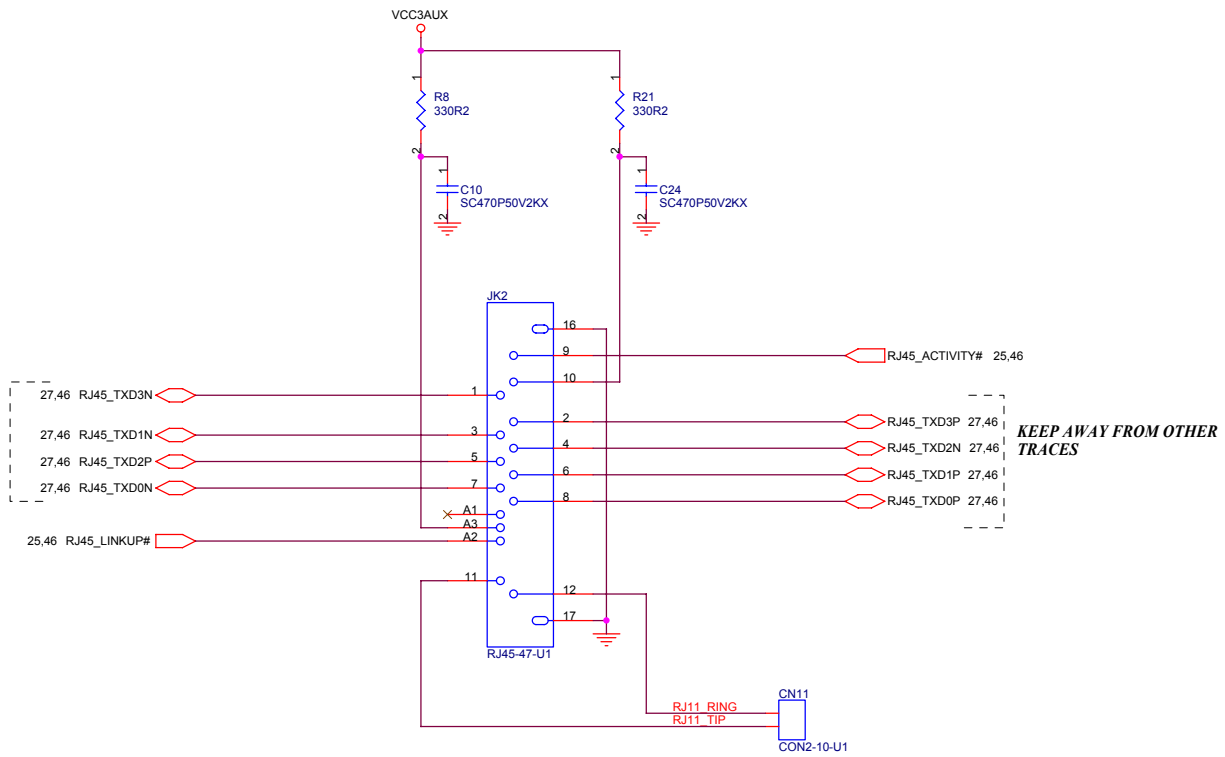 VCC3AUX
1
R8
330R2
2
1
R21
330R2
2
1
C10
SC470P50V2KX
2
1
C24
SC470P50V2KX
2
JK2
16
9
RJ45_ACTIVITY# 25,46
10
27,46 RJ45_TXD3N
1
2
RJ45_TXD3P 27,46
27,46 RJ45_TXD1N
3
4
RJ45_TXD2N 27,46
KEEP AWAY FROM OTHER
TRACES
27,46 RJ45_TXD2P
5
6
RJ45_TXD1P 27,46
27,46 RJ45_TXD0N
7
8
RJ45_TXD0P 27,46
A1
A3
25,46 RJ45_LINKUP#
A2
11
12
17
RJ45-47-U1
CN11
RJ11_RING
RJ11_TIP
CON2-10-U1